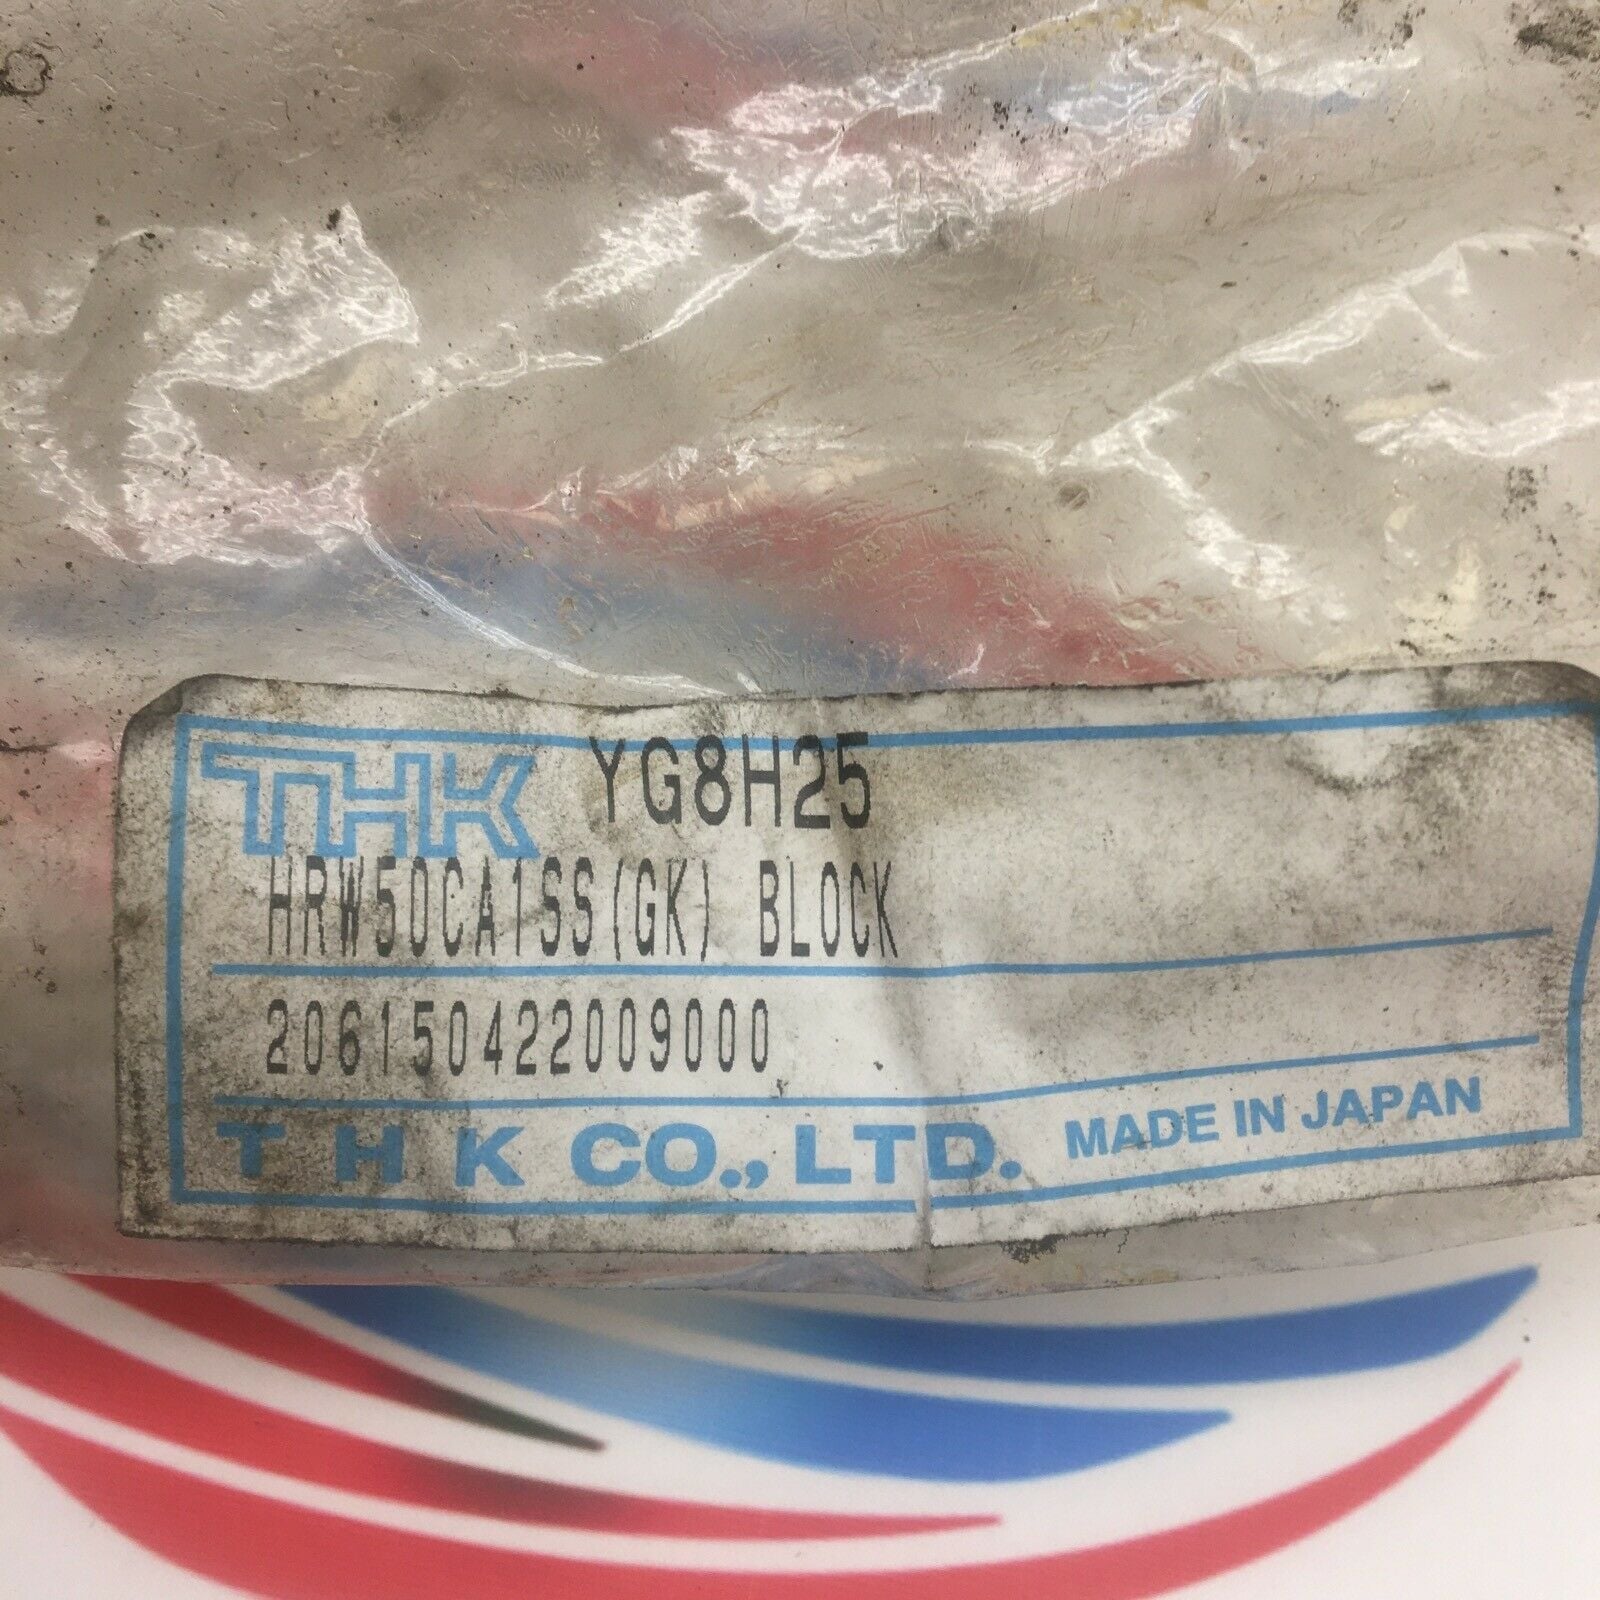 THK YG8H25
HRW50CA1SS(GK) BLOCK
206150422009000
T H K CO., LTD. MADE IN JAPAN